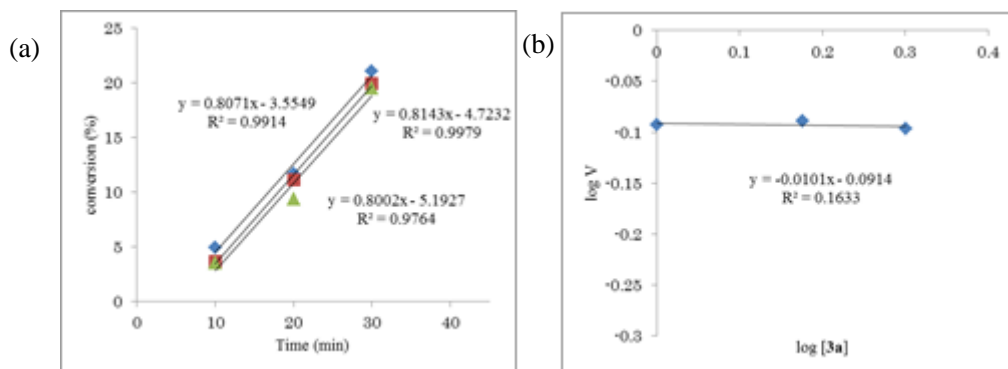 (a)
25
20
15
10
5
0
conversion (%)
y = 0.8071x - 3.5549
R² = 0.9914
y = 0.8143x - 4.7232
R² = 0.9979
y = 0.8002x - 5.1927
R² = 0.9764
0 10 20 30 40
Time (min)
(b)
0
0 0.1 0.2 0.3 0.4
-0.05
-0.1
-0.15
-0.2
-0.25
-0.3
log V
y = -0.0101x - 0.0914
R² = 0.1633
log [3a]